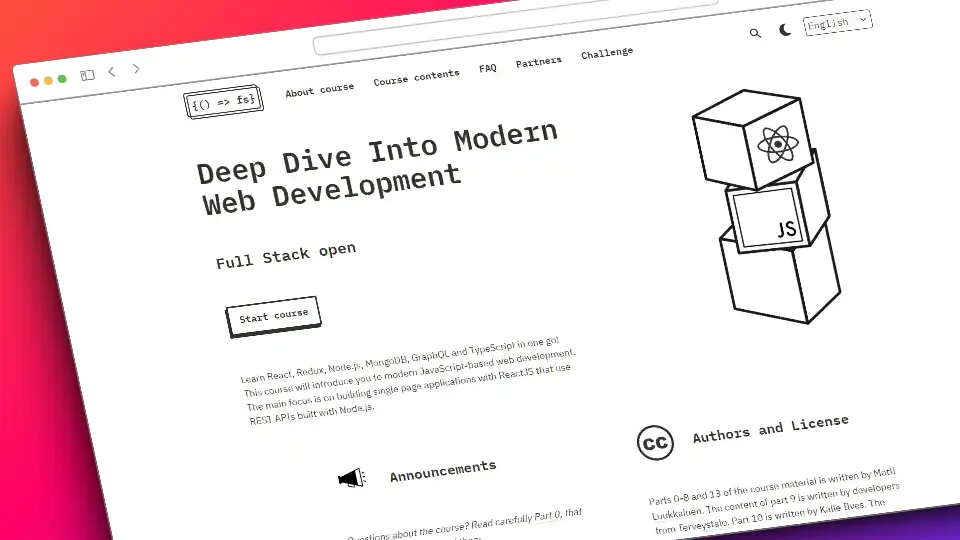 English
{() => fs}
About course
Course contents
FAQ
Partners
Challenge
Deep Dive Into Modern
Web Development
JS
Full Stack open
Start course
Learn React, Redux, Node.js, MongoDB, GraphQL and TypeScript in one go!
This course will introduce you to modern JavaScript-based web development.
The main focus is on building single page applications with ReactJS that use
REST APIs built with Node.js.
Announcements
Questions about the course? Read carefully Part 0, that
cc
Authors and License
Parts 0-8 and 13 of the course material is written by Matti
Luukkainen. The content of part 9 is written by developers
from Terveystalo. Part 10 is written by Kalle Ilves. The